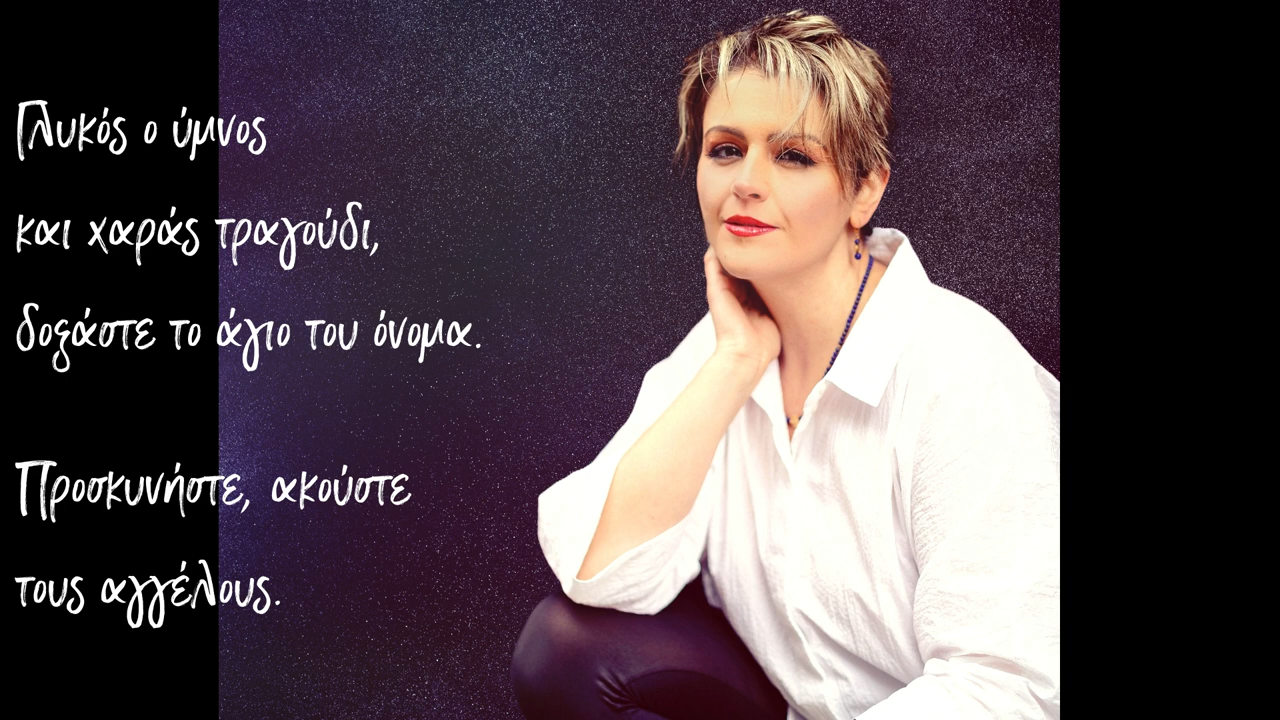 Γλυκός ο ύμνος
και χαράς τραγούδι,
δοξάστε το άγιο του όνομα.
Προσκυνήστε, ακούστε
τους αγγέλους.